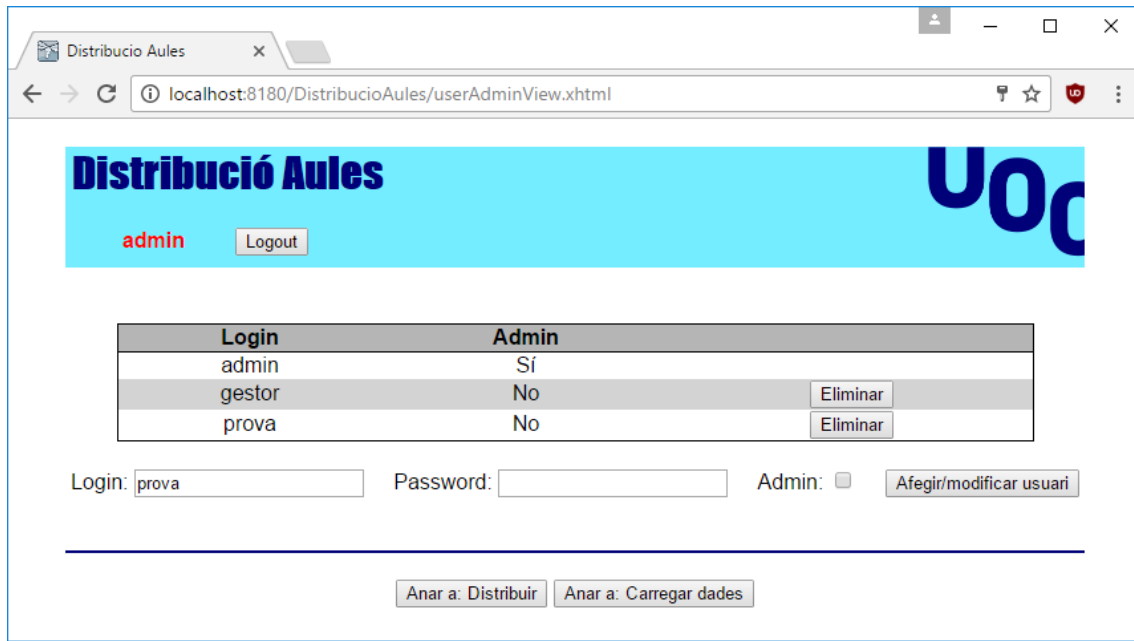 Distribucio Aules
localhost:8180/DistribucioAules/userAdminView.xhtml
Distribució Aules
UOC
admin Logout
Login Admin
admin Sí
gestor No Eliminar
prova No Eliminar
Login: prova Password: Admin: Afegir/modificar usuari
Anar a: Distribuir Anar a: Carregar dades